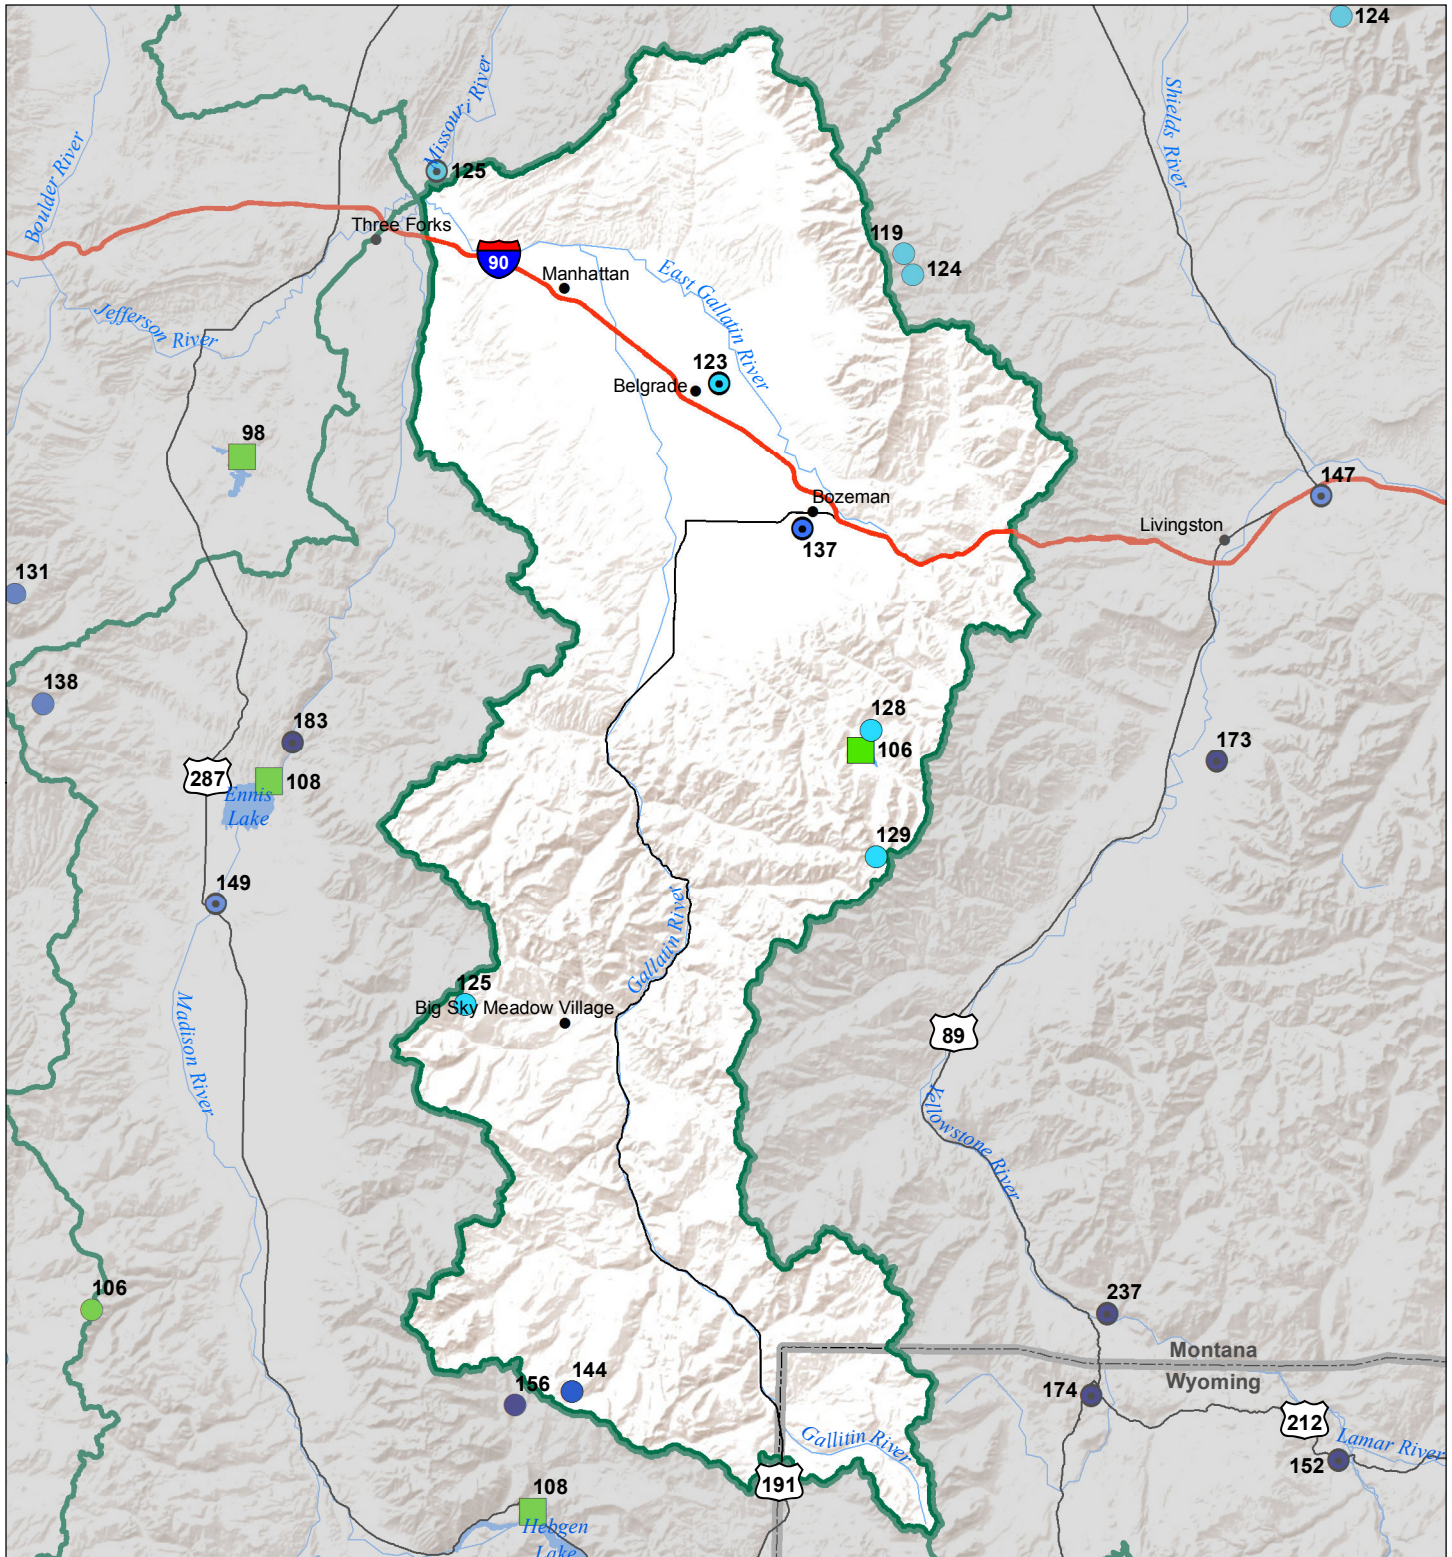 124
Missouri River
Shields River
Boulder River
125
Three Forks
119
124
90
Manhattan
East Gallatin River
Jefferson River
123
Belgrade
98
147
Bozeman
Livingston
137
131
138
128
183
106
173
287
108
Ennis
Lake
129
149
Gallatin River
125
Big Sky Meadow Village
Madison River
89
Yellowstone River
106
237
Montana
Wyoming
144
156
174
212
Gallitin River
Lamar River
152
191
108
Hebgen
Lake